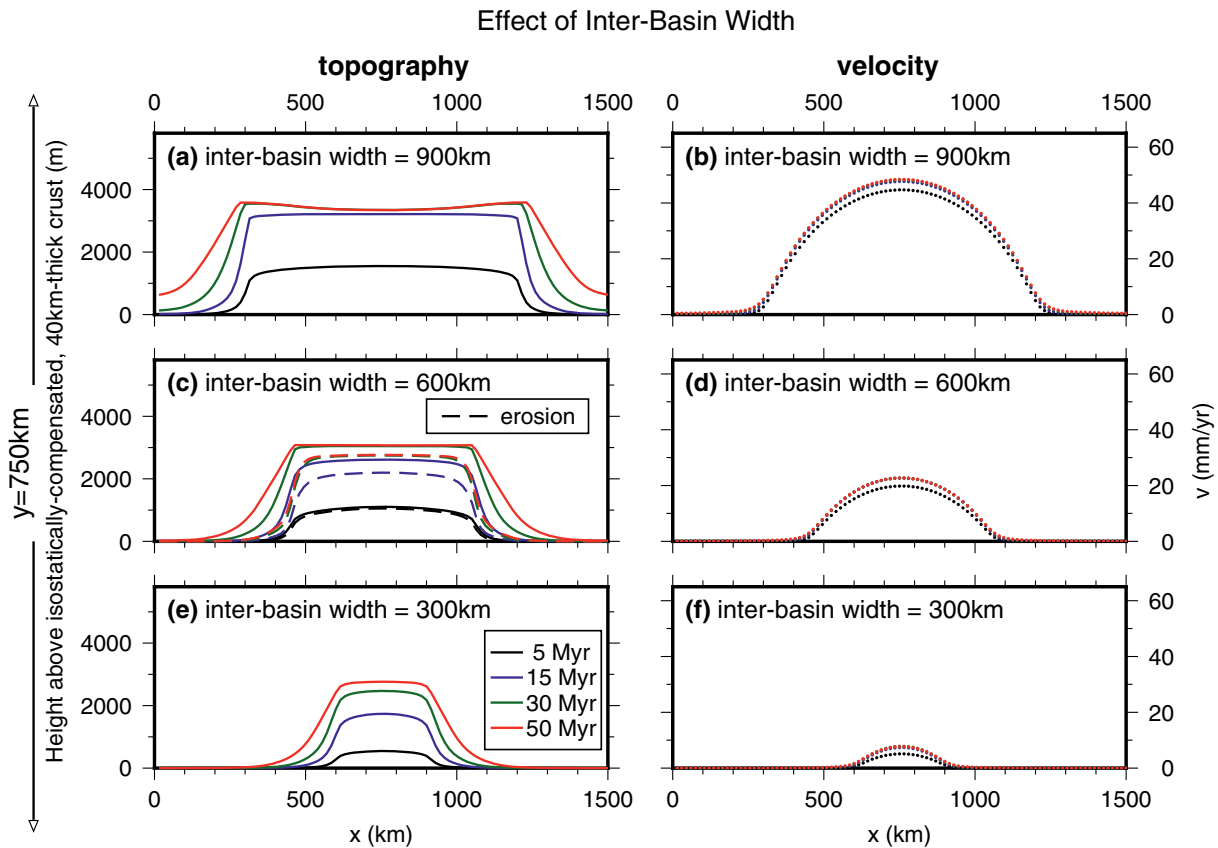 Effect of Inter-Basin Width
topography
velocity
0 500 1000 1500
0 500 1000 1500
y=750km
Height above isostatically-compensated, 40km-thick crust (m)
(a) inter-basin width = 900km
4000
2000
0
(b) inter-basin width = 900km
60
40
20
0
(c) inter-basin width = 600km
erosion
4000
2000
0
(d) inter-basin width = 600km
60
40
20
0
v (mm/yr)
(e) inter-basin width = 300km
5 Myr
15 Myr
30 Myr
50 Myr
4000
2000
0
(f) inter-basin width = 300km
60
40
20
0
0 500 1000 1500
0 500 1000 1500
x (km)
x (km)